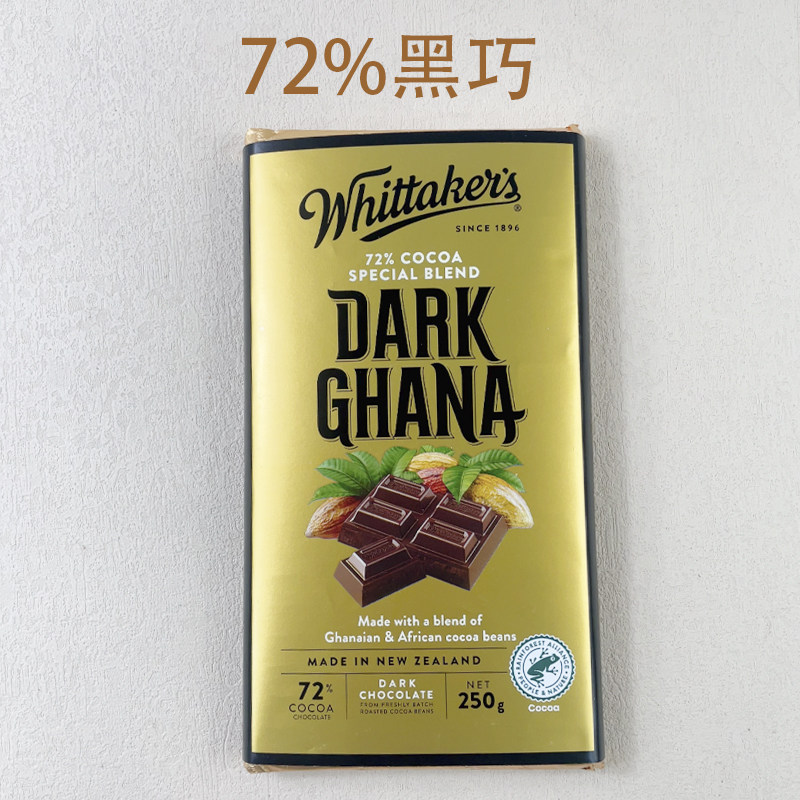 72%黑巧
Whittaker's
SINCE 1896
72% COCOA
SPECIAL BLEND
DARK
GHANA
Made with a blend of
Ghanaian & African cocoa beans
MADE IN NEW ZEALAND
72% COCOA
CHOCOLATE
DARK
CHOCOLATE
FROM FRESHLY BATCH
ROASTED COCOA BEANS
NET
250g
RAINFOREST ALLIANCE
PEOPLE & NATURE
Cocoa